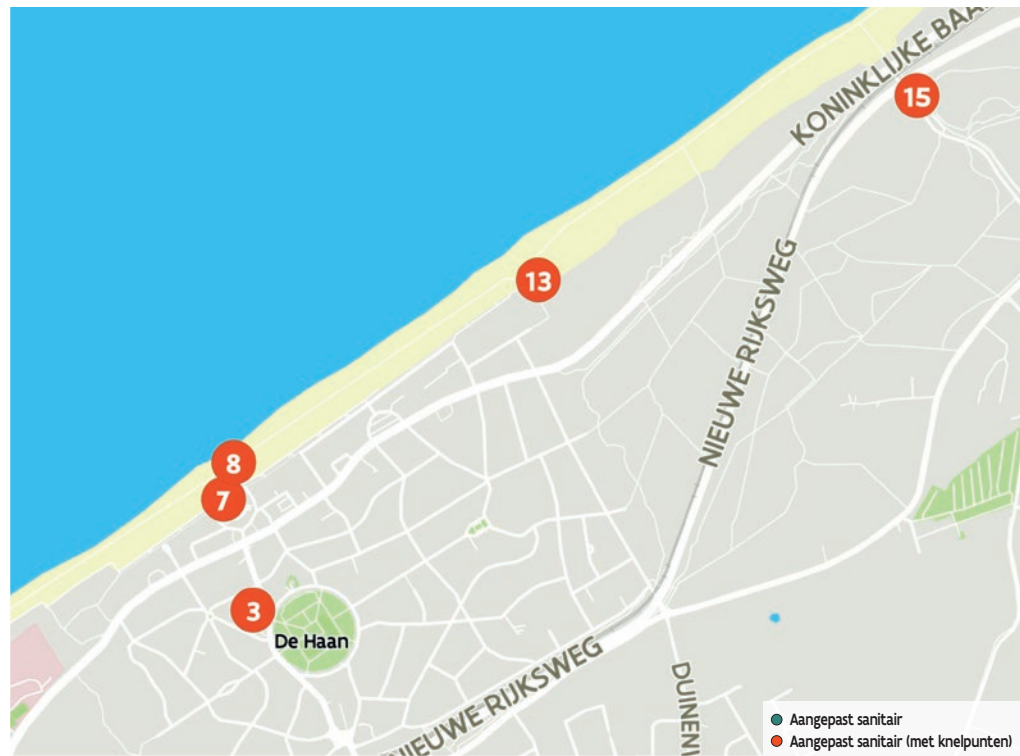 KONINKLIJKE BAA
15
13
NIEUWE RIJKSWEG
8
7
3
De Haan
NIEUWE RIJKSWEG
DUINEN
Aangepast sanitair
Aangepast sanitair (met knelpunten)